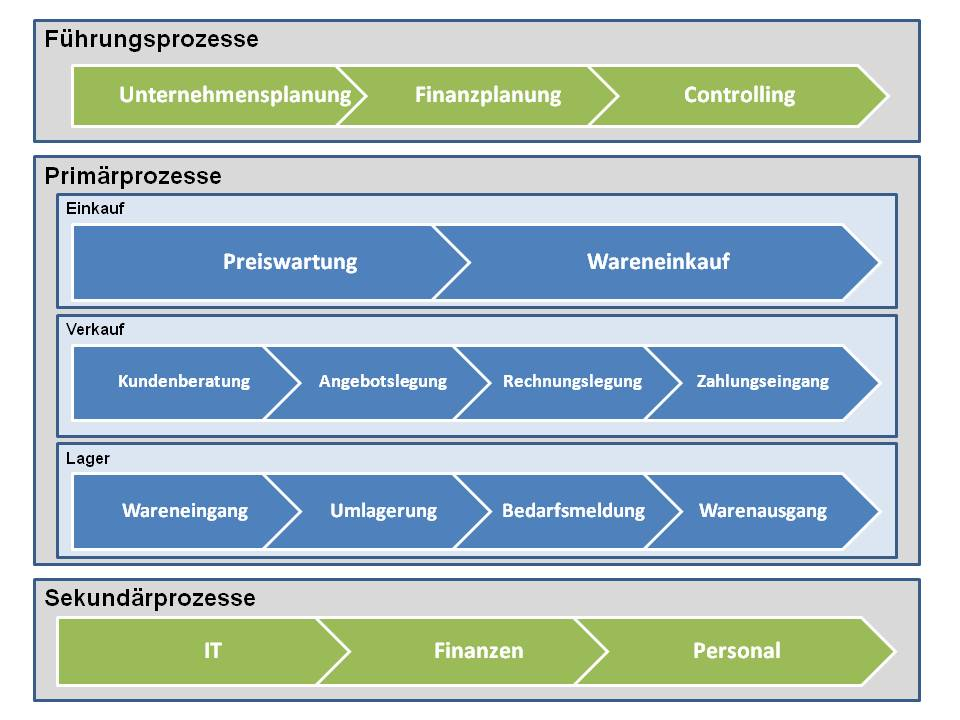 Führungsprozesse
Unternehmensplanung Finanzplanung Controlling
Primärprozesse
Einkauf
Preiswartung Wareneinkauf
Verkauf
Kundenberatung Angebotslegung Rechnungslegung Zahlungseingang
Lager
Wareneingang Umlagerung Bedarfsmeldung Warenausgang
Sekundärprozesse
IT Finanzen Personal